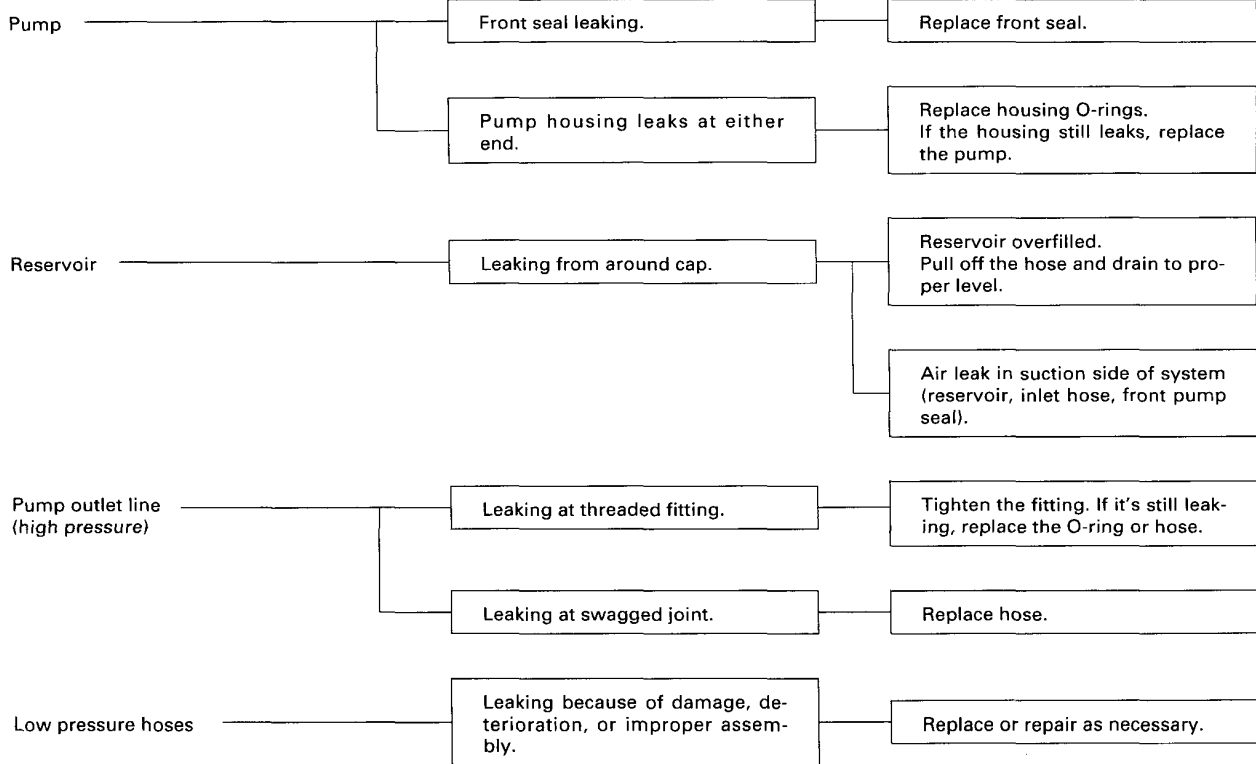 Pump
Front seal leaking.
Replace front seal.
Pump housing leaks at either
end.
Replace housing O-rings.
If the housing still leaks, replace
the pump.
Reservoir
Leaking from around cap.
Reservoir overfilled.
Pull off the hose and drain to pro-
per level.
Air leak in suction side of system
(reservoir, inlet hose, front pump
seal).
Pump outlet line
(high pressure)
Leaking at threaded fitting.
Tighten the fitting. If it's still leak-
ing, replace the O-ring or hose.
Leaking at swagged joint.
Replace hose.
Low pressure hoses
Leaking because of damage, de-
terioration, or improper assem-
bly.
Replace or repair as necessary.